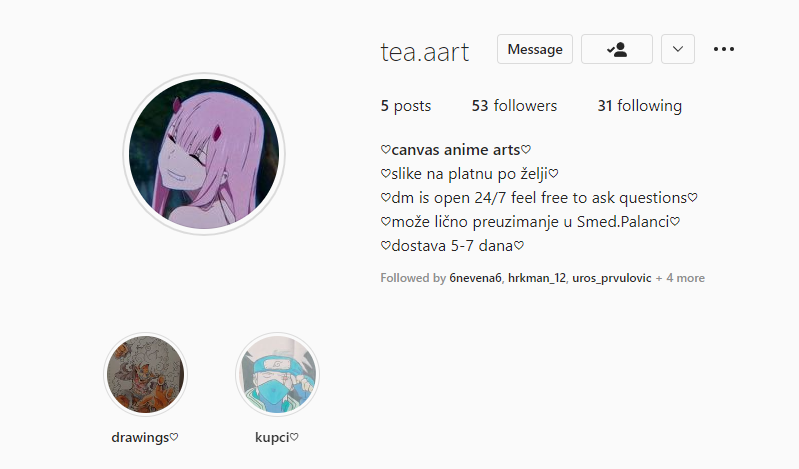 tea.aart
Message
5 posts 53 followers 31 following
♡canvas anime arts♡
♡slike na platnu po želji♡
♡dm is open 24/7 feel free to ask questions♡
♡može lično preuzimanje u Smed.Palanci♡
♡dostava 5-7 dana♡
Followed by 6nevena6, hrkman_12, uros_prvulovic + 4 more
drawings♡ kupci♡